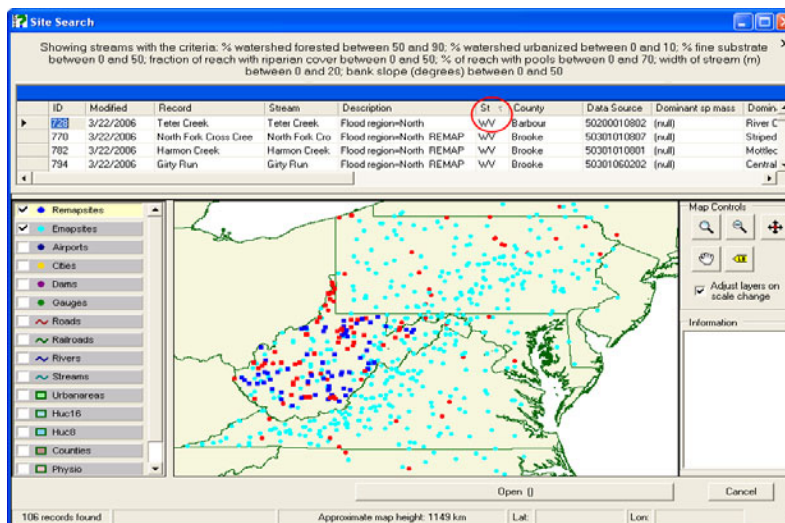 Site Search
Showing streams with the criteria: % watershed forested between 50 and 90; % watershed urbanized between 0 and 10; % fine substrate
between 0 and 50; fraction of reach with riparian cover between 0 and 50; % of reach with pools between 0 and 70; width of stream (m)
between 0 and 20; bank slope (degrees) between 0 and 50
ID Modified Record Stream Description St County Data Source Dominant sp mass Domin
728 3/22/2006 Teter Creek Teter Creek Flood region=North WV Barbour 50200010802 (null) River C
770 3/22/2006 North Fork Cross Cree North Fork Cro Flood region=North REMAP WV Brooke 50301010807 (null) Striped
782 3/22/2006 Harmon Creek Harmon Creek Flood region=North REMAP WV Brooke 50301010801 (null) Mottlec
794 3/22/2006 Girty Run Girty Run Flood region=North REMAP WV Brooke 50301060202 (null) Central
Remapsites
Emapsites
Airports
Cities
Dams
Gauges
Roads
Railroads
Rivers
Streams
Urbanareas
Huc16
Huc8
Counties
Physio
Map Controls
Adjust layers on
scale change
Information
Open ()
Cancel
106 records found
Approximate map height: 1149 km
Lat:
Lon: